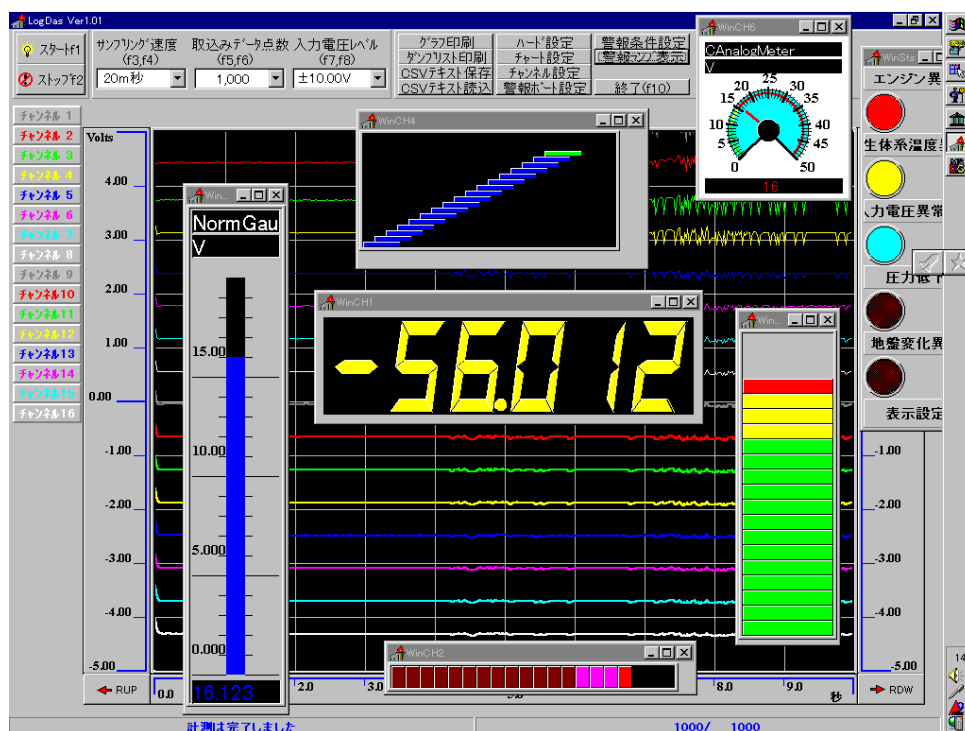 LogDas Ver1.01
スタートf1
ストップf2
サンプリング速度
(f3,f4)
20m秒
取込みデータ点数
(f5,f6)
1,000
入力電圧レベル
(f7,f8)
±10.00V
グラフ印刷
ハード設定
警報条件設定
ダンプリスト印刷
チャート設定
警報マップ表示
CSVテキスト保存
チャンネル設定
CSVテキスト読込
警報ポート設定
終了(f10)
チャンネル 1
チャンネル 2
チャンネル 3
チャンネル 4
チャンネル 5
チャンネル 6
チャンネル 7
チャンネル 8
チャンネル 9
チャンネル10
チャンネル11
チャンネル12
チャンネル13
チャンネル14
チャンネル15
チャンネル16
Volts
4.00
3.00
2.00
1.00
0.00
-1.00
-2.00
-3.00
-4.00
-5.00
WinCH4
WinCH6
CAnalogMeter
V
0
5
10
15
20
25
30
35
40
45
50
16
WinSts
エンジン異
生体系温度
力電圧異常
圧力低下
地盤変化異
表示設定
Win...
NormGau
V
15.00
10.00
5.000
0.000
16.123
WinCH1
-56.012
Win...
WinCH2
-1.00
-2.00
-3.00
-4.00
-5.00
RUP
0.0
2.0
3.0
8.0
9.0
秒
RDW
計測は完了しました
1000/ 1000
14